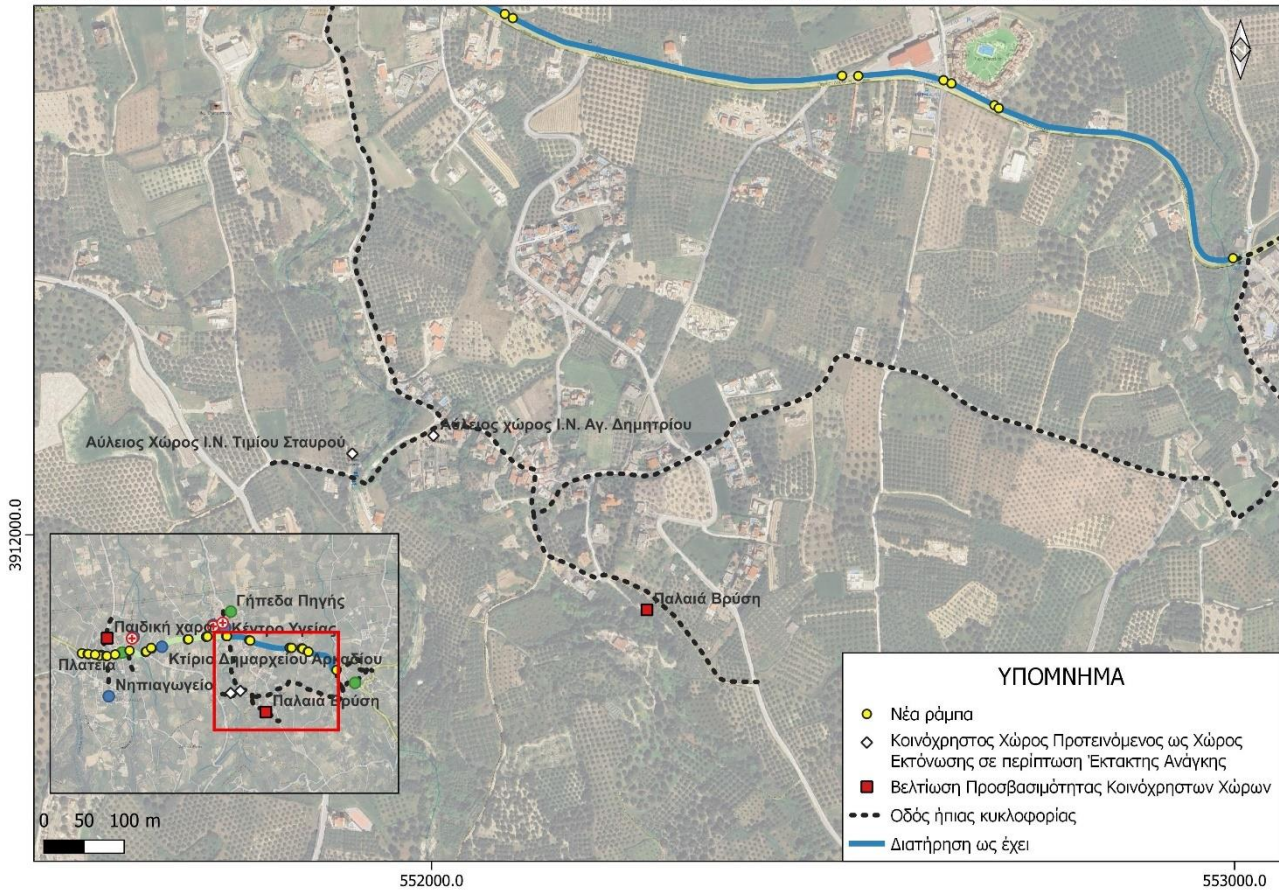 Αύλειος Χώρος Ι.Ν. Τιμίου Σταυρού
Αύλειος χώρος Ι.Ν. Αγ. Δημητρίου
Παλαιά Βρύση
3912000.0
Γήπεδα Πηγής
Παιδική χαρά
Κέντρο Υγείας
Πλατεία
Κτίριο Δημαρχείου Αρκαδίου
Νηπιαγωγείο
Παλαιά Βρύση
0 50 100 m
ΥΠΟΜΝΗΜΑ
Νέα ράμπα
Κοινόχρηστος Χώρος Προτεινόμενος ως Χώρος
Εκτόνωσης σε περίπτωση Έκτακτης Ανάγκης
Βελτίωση Προσβασιμότητας Κοινόχρηστων Χώρων
Οδός ήπιας κυκλοφορίας
Διατήρηση ως έχει
552000.0
553000.0